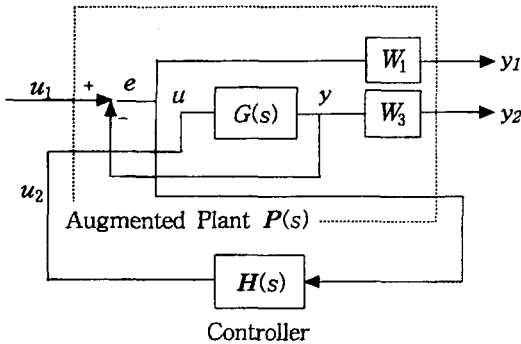 W₁
y₁
u₁
+
e
−
u
G(s)
y
W₃
y₂
u₂
Augmented Plant P(s)
H(s)
Controller